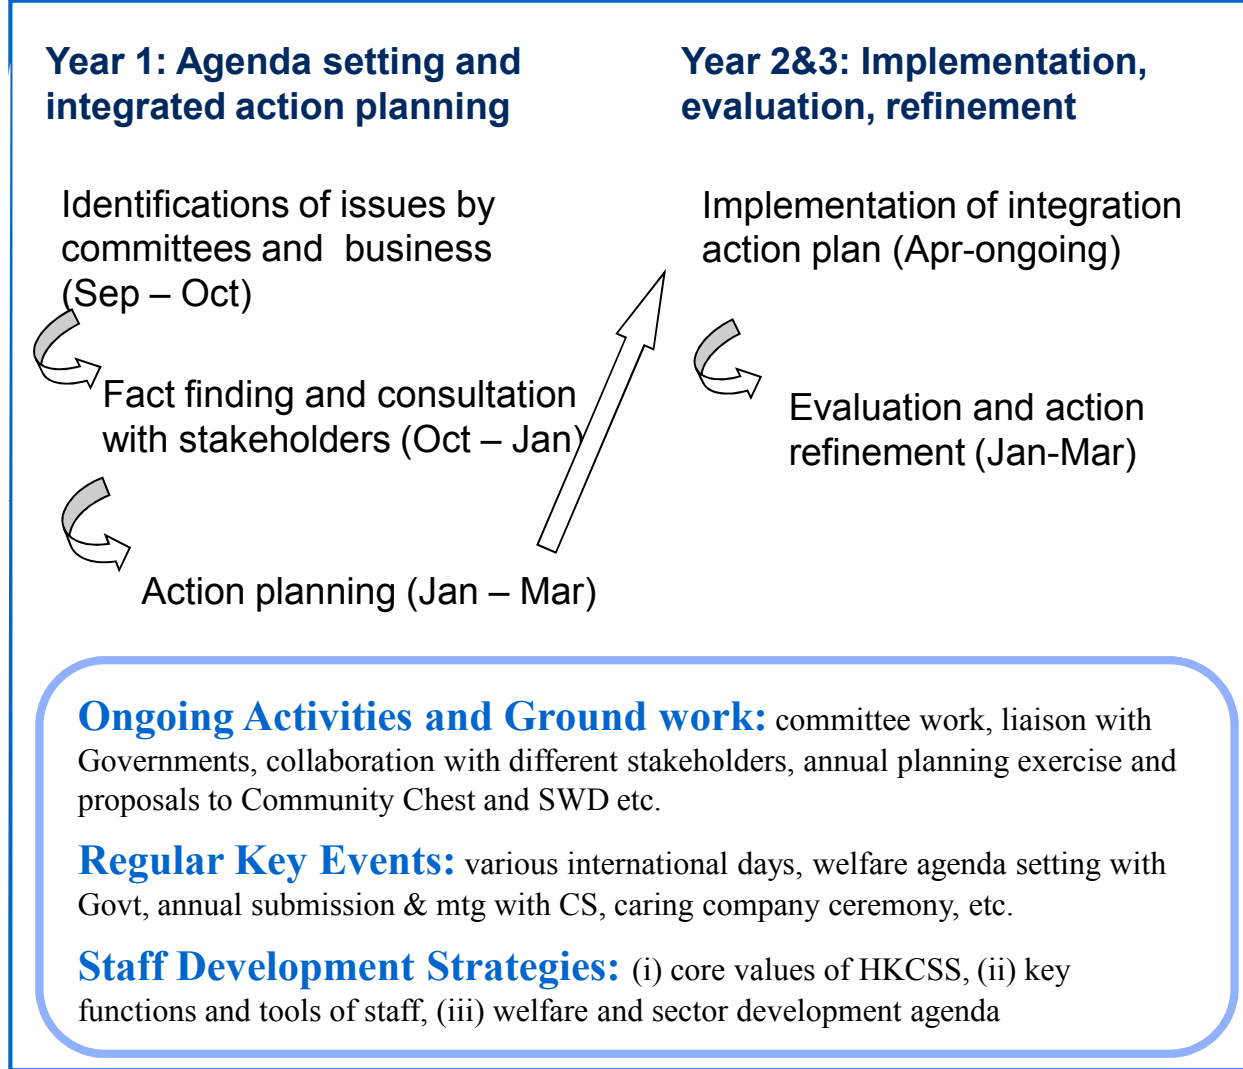 Year 1: Agenda setting and
integrated action planning
Identifications of issues by
committees and business
(Sep – Oct)
Fact finding and consultation
with stakeholders (Oct – Jan)
Action planning (Jan – Mar)
Year 2&3: Implementation,
evaluation, refinement
Implementation of integration
action plan (Apr-ongoing)
Evaluation and action
refinement (Jan-Mar)
Ongoing Activities and Ground work: committee work, liaison with
Governments, collaboration with different stakeholders, annual planning exercise and
proposals to Community Chest and SWD etc.
Regular Key Events: various international days, welfare agenda setting with
Govt, annual submission & mtg with CS, caring company ceremony, etc.
Staff Development Strategies: (i) core values of HKCSS, (ii) key
functions and tools of staff, (iii) welfare and sector development agenda